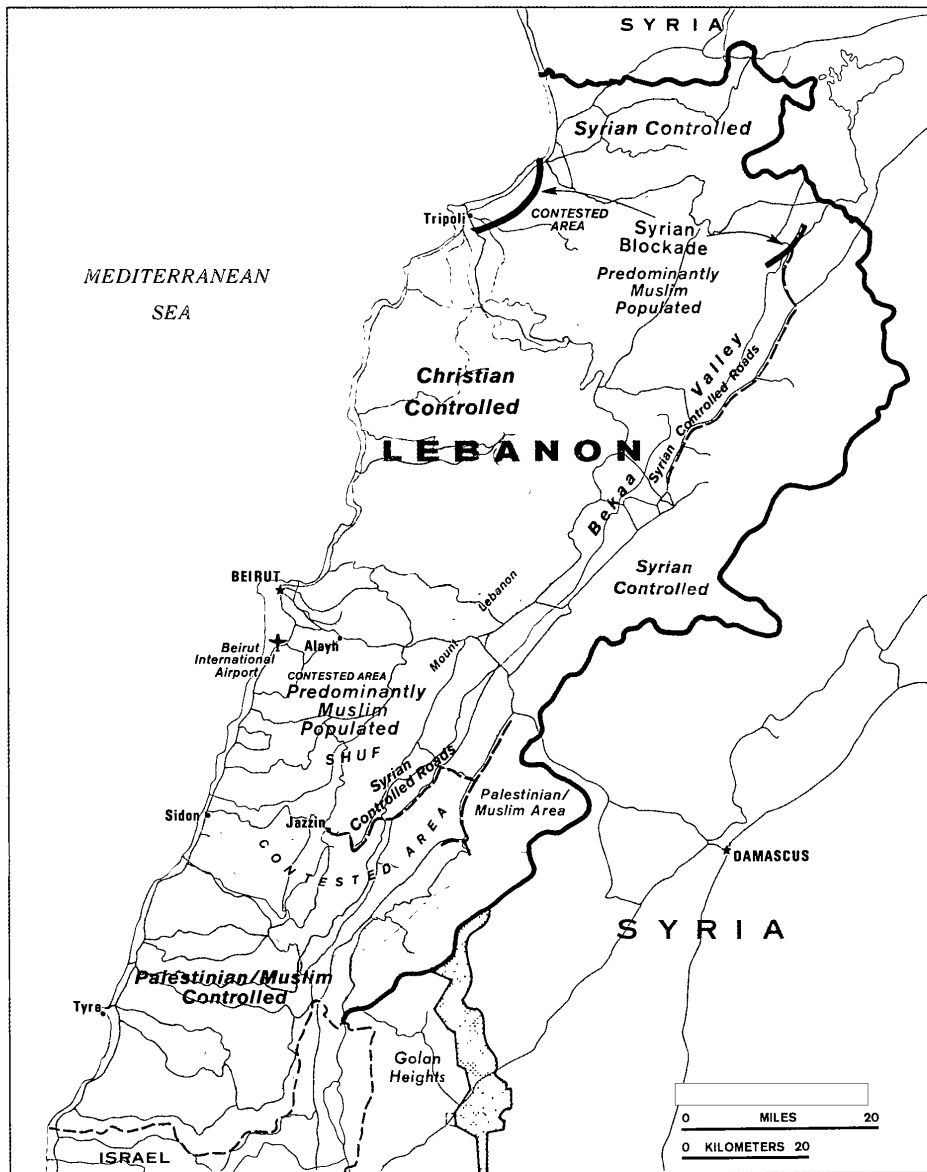 SYRIA
Syrian Controlled
Tripoli
CONTESTED
AREA
Syrian
Blockade
MEDITERRANEAN
SEA
Predominantly
Muslim
Populated
Christian
Controlled
Valley
Syrian Controlled Roads
LEBANON
Bekaa
Syrian
Controlled
BEIRUT
Lebanon
Mount
Alayh
Beirut
International
Airport
CONTESTED AREA
Predominantly
Muslim
Populated
SHUF
Syrian
Controlled Roads
Palestinian/
Muslim Area
Sidon
Jazzin
CONTESTED AREA
DAMASCUS
SYRIA
Palestinian/Muslim
Controlled
Tyre
Golan
Heights
0 MILES 20
0 KILOMETERS 20
ISRAEL